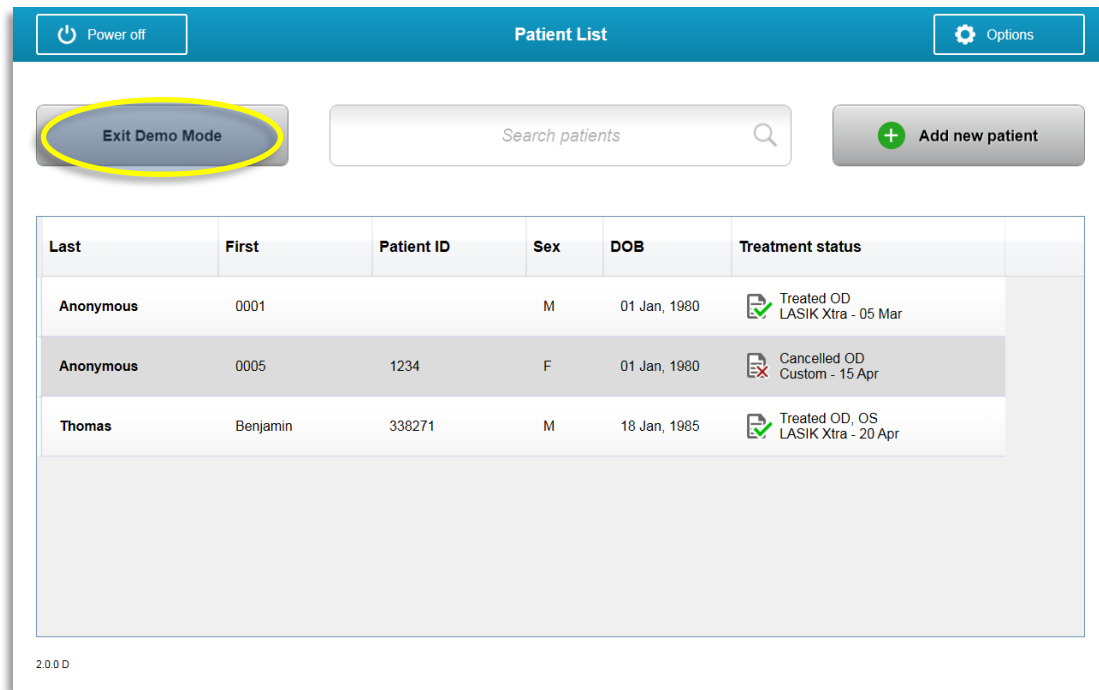 Power off
Patient List
Options
Exit Demo Mode
Search patients
Add new patient
Last First Patient ID Sex DOB Treatment status
Anonymous 0001 M 01 Jan, 1980 Treated OD
LASIK Xtra - 05 Mar
Anonymous 0005 1234 F 01 Jan, 1980 Cancelled OD
Custom - 15 Apr
Thomas Benjamin 338271 M 18 Jan, 1985 Treated OD, OS
LASIK Xtra - 20 Apr
2.0.0 D